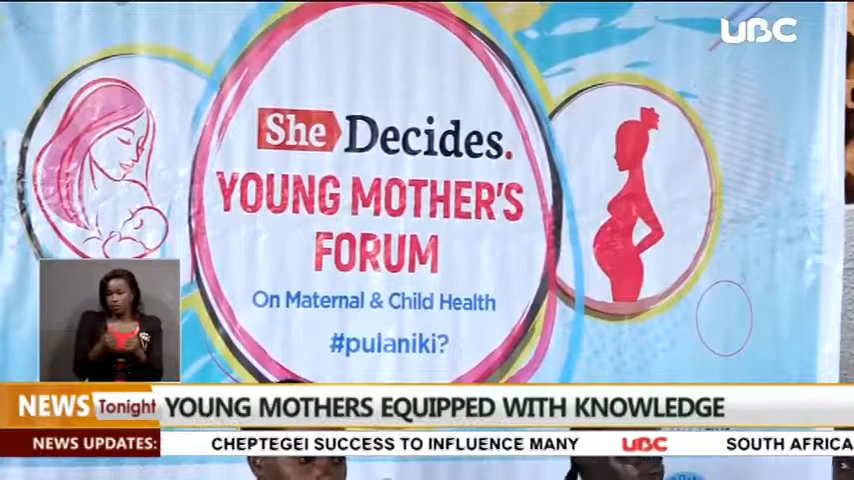 UBC
She Decides.
YOUNG MOTHER'S
FORUM
On Maternal & Child Health
#pulaniki?
NEWS Tonight YOUNG MOTHERS EQUIPPED WITH KNOWLEDGE
NEWS UPDATES: CHEPTEGEI SUCCESS TO INFLUENCE MANY UBC SOUTH AFRICA